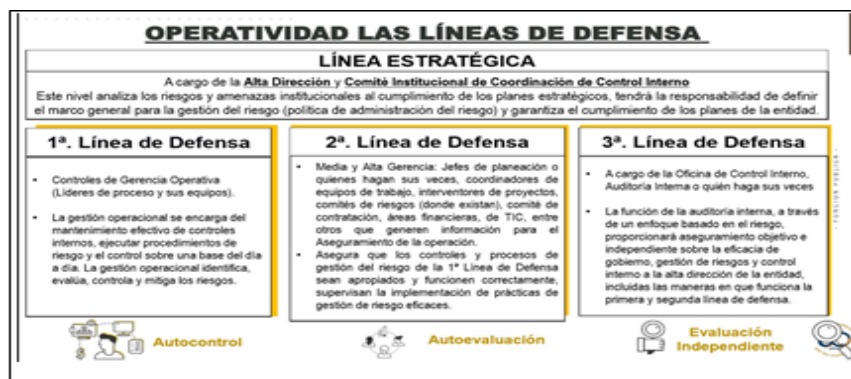 OPERATIVIDAD LAS LÍNEAS DE DEFENSA
LÍNEA ESTRATÉGICA
A cargo de la Alta Dirección y Comité Institucional de Coordinación de Control Interno
Este nivel analiza los riesgos y amenazas institucionales al cumplimiento de los planes estratégicos, tendrá la responsabilidad de definir
el marco general para la gestión del riesgo (política de administración del riesgo) y garantiza el cumplimiento de los planes de la entidad.
1ª. Línea de Defensa
• Controles de Gerencia Operativa
(Líderes de proceso y sus equipos).
• La gestión operacional se encarga del
mantenimiento efectivo de controles
internos, ejecutar procedimientos de
riesgo y el control sobre una base del día
a día. La gestión operacional identifica,
evalúa, controla y mitiga los riesgos.
Autocontrol
2ª. Línea de Defensa
• Media y Alta Gerencia: Jefes de planeación o
quienes hagan sus veces, coordinadores de
equipos de trabajo, interventores de proyectos,
comités de riesgos (donde existan), comité de
contratación, áreas financieras, de TIC, entre
otros que generen información para el
Aseguramiento de la operación.
• Asegura que los controles y procesos de
gestión del riesgo de la 1ª Línea de Defensa
sean apropiados y funcionen correctamente,
supervisan la implementación de prácticas de
gestión de riesgo eficaces.
Autoevaluación
3ª. Línea de Defensa
• A cargo de la Oficina de Control Interno,
Auditoría Interna o quién haga sus veces
• La función de la auditoría interna, a través
de un enfoque basado en el riesgo,
proporcionará aseguramiento objetivo e
independiente sobre la eficacia de
gobierno, gestión de riesgos y control
interno a la alta dirección de la entidad,
incluidas las maneras en que funciona la
primera y segunda línea de defensa.
Evaluación
Independiente
- FUNCIÓN PÚBLICA -